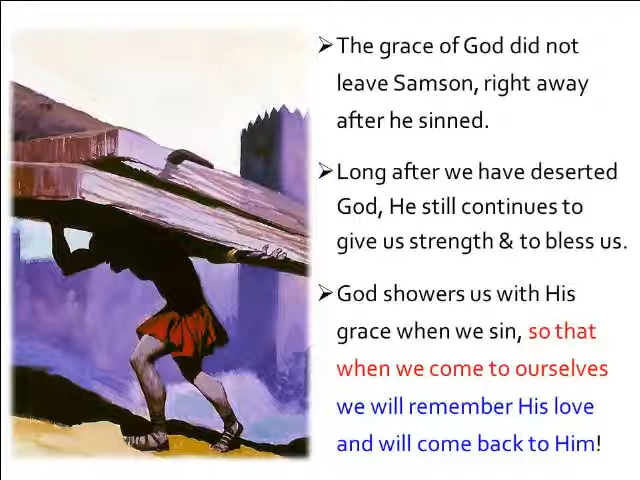 ➢ The grace of God did not
leave Samson, right away
after he sinned.
➢ Long after we have deserted
God, He still continues to
give us strength & to bless us.
➢ God showers us with His
grace when we sin, so that
when we come to ourselves
we will remember His love
and will come back to Him!